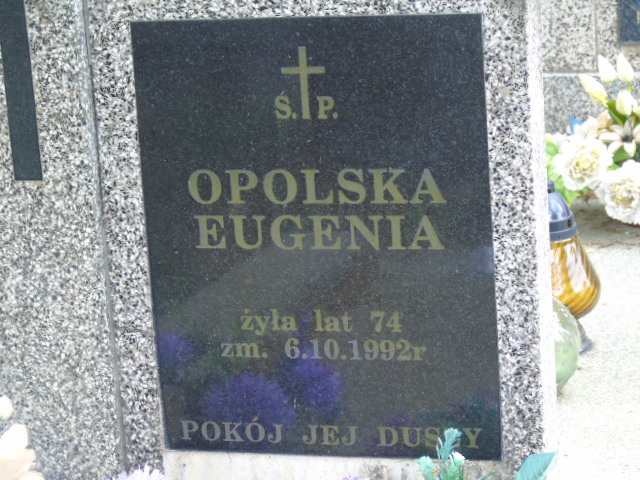 Ś.P.
OPOLSKA
EUGENIA
żyła lat 74
zm. 6.10.1992r
POKÓJ JEJ DUSZY